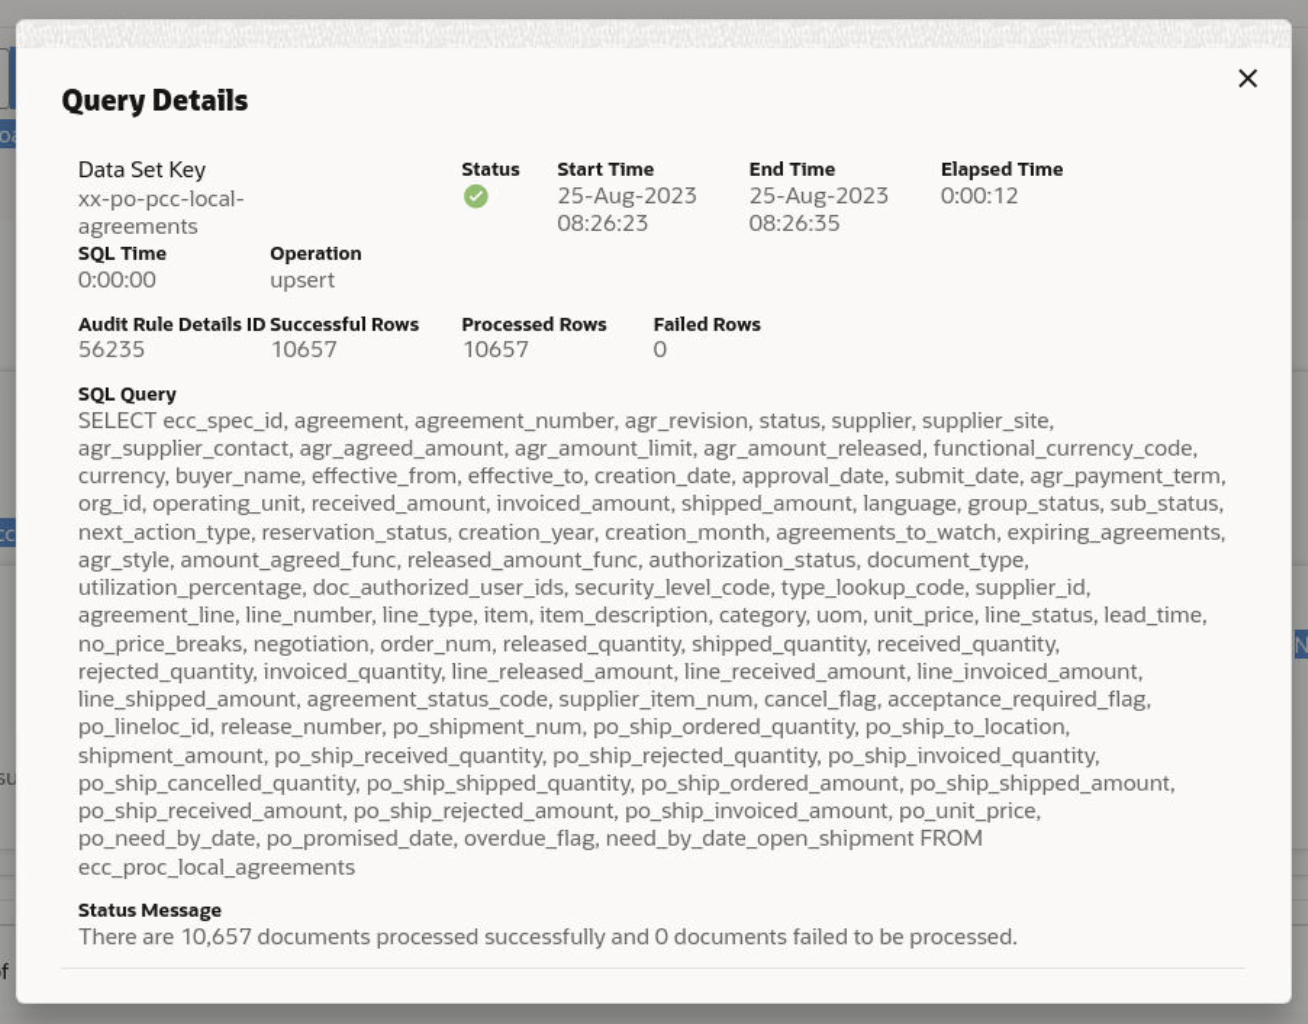 Query Details
Data Set Key
xx-po-pcc-local-
agreements
Status
Start Time
25-Aug-2023
08:26:23
End Time
25-Aug-2023
08:26:35
Elapsed Time
0:00:12
SQL Time
0:00:00
Operation
upsert
Audit Rule Details ID
56235
Successful Rows
10657
Processed Rows
10657
Failed Rows
0
SQL Query
SELECT ecc_spec_id, agreement, agreement_number, agr_revision, status, supplier, supplier_site,
agr_supplier_contact, agr_agreed_amount, agr_amount_limit, agr_amount_released, functional_currency_code,
currency, buyer_name, effective_from, effective_to, creation_date, approval_date, submit_date, agr_payment_term,
org_id, operating_unit, received_amount, invoiced_amount, shipped_amount, language, group_status, sub_status,
next_action_type, reservation_status, creation_year, creation_month, agreements_to_watch, expiring_agreements,
agr_style, amount_agreed_func, released_amount_func, authorization_status, document_type,
utilization_percentage, doc_authorized_user_ids, security_level_code, type_lookup_code, supplier_id,
agreement_line, line_number, line_type, item, item_description, category, uom, unit_price, line_status, lead_time,
no_price_breaks, negotiation, order_num, released_quantity, shipped_quantity, received_quantity,
rejected_quantity, invoiced_quantity, line_released_amount, line_received_amount, line_invoiced_amount,
line_shipped_amount, agreement_status_code, supplier_item_num, cancel_flag, acceptance_required_flag,
po_lineloc_id, release_number, po_shipment_num, po_ship_ordered_quantity, po_ship_to_location,
shipment_amount, po_ship_received_quantity, po_ship_rejected_quantity, po_ship_invoiced_quantity,
po_ship_cancelled_quantity, po_ship_shipped_quantity, po_ship_ordered_amount, po_ship_shipped_amount,
po_ship_received_amount, po_ship_rejected_amount, po_ship_invoiced_amount, po_unit_price,
po_need_by_date, po_promised_date, overdue_flag, need_by_date_open_shipment FROM
ecc_proc_local_agreements
Status Message
There are 10,657 documents processed successfully and 0 documents failed to be processed.